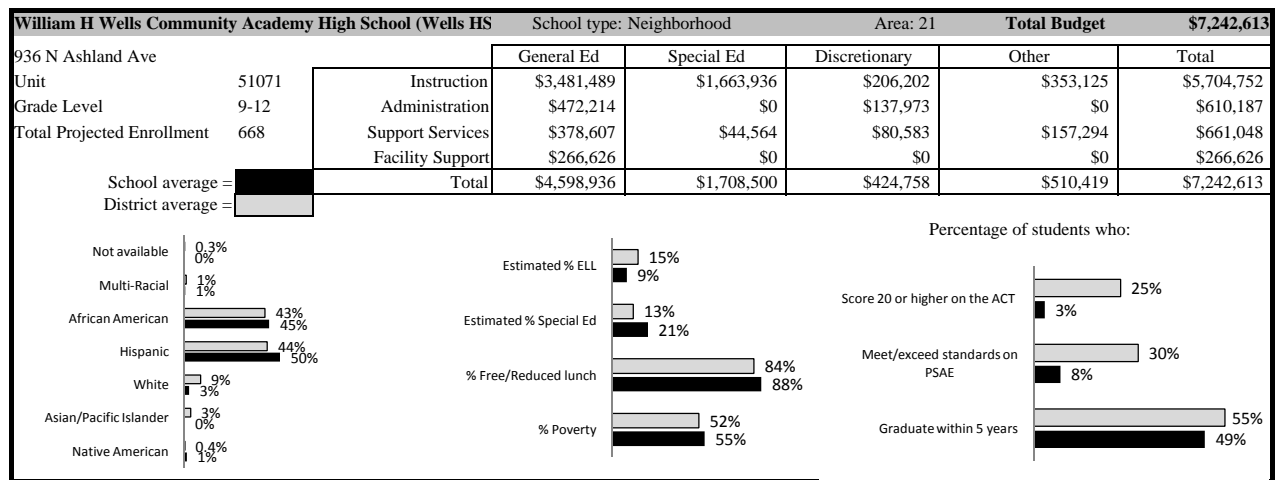 William H Wells Community Academy High School (Wells HS School type: Neighborhood Area: 21 Total Budget $7,242,613
936 N Ashland Ave General Ed Special Ed Discretionary Other Total
Unit 51071 Instruction $3,481,489 $1,663,936 $206,202 $353,125 $5,704,752
Grade Level 9-12 Administration $472,214 $0 $137,973 $0 $610,187
Total Projected Enrollment 668 Support Services $378,607 $44,564 $80,583 $157,294 $661,048
Facility Support $266,626 $0 $0 $0 $266,626
School average = Total $4,598,936 $1,708,500 $424,758 $510,419 $7,242,613
District average =
Not available 0.3%
0%
Multi-Racial 1%
1%
African American 43%
45%
Hispanic 44%
50%
White 9%
3%
Asian/Pacific Islander 3%
0%
Native American 0.4%
1%
Estimated % ELL 15%
9%
Estimated % Special Ed 13%
21%
% Free/Reduced lunch 84%
88%
% Poverty 52%
55%
Percentage of students who:
Score 20 or higher on the ACT 25%
3%
Meet/exceed standards on
PSAE 30%
8%
Graduate within 5 years 55%
49%